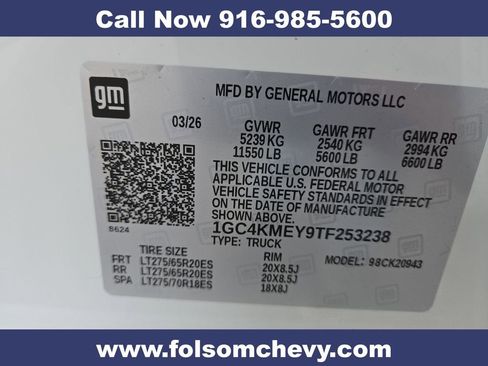 Call Now 916-985-5600
gm
MFD BY GENERAL MOTORS LLC
03/26
GVWR GAWR FRT GAWR RR
5239 KG 2540 KG 2994 KG
11550 LB 5600 LB 6600 LB
THIS VEHICLE CONFORMS TO ALL
APPLICABLE U.S. FEDERAL MOTOR
VEHICLE SAFETY STANDARDS IN EFFECT
ON THE DATE OF MANUFACTURE SHOWN ABOVE.
8624
1GC4KMEY9TF253238
TYPE: TRUCK
MODEL: 98CK20943
TIRE SIZE RIM
FRT LT275/65R20ES 20X8.5J
RR LT275/65R20ES 20X8.5J
SPA LT275/70R18ES 18X8J
www.folsomchevy.com